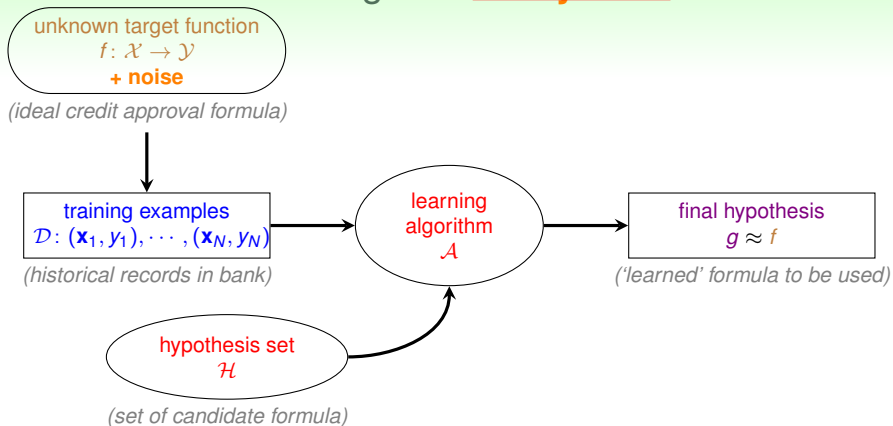 unknown target function
f: 𝒳 → 𝒴
+ noise
(ideal credit approval formula)
training examples
𝒟: (x₁, y₁), ⋯ , (x_N, y_N)
(historical records in bank)
learning
algorithm
𝒜
final hypothesis
g ≈ f
(‘learned’ formula to be used)
hypothesis set
ℋ
(set of candidate formula)